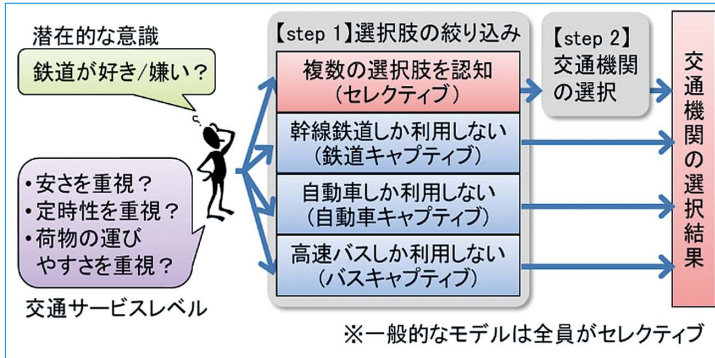 潜在的な意識
鉄道が好き/嫌い？
・安さを重視？
・定時性を重視？
・荷物の運び
やすさを重視？
交通サービスレベル
【step 1】選択肢の絞り込み
複数の選択肢を認知
(セレクティブ)
幹線鉄道しか利用しない
(鉄道キャプティブ)
自動車しか利用しない
(自動車キャプティブ)
高速バスしか利用しない
(バスキャプティブ)
【step 2】
交通機関
の選択
交通機関の選択結果
※一般的なモデルは全員がセレクティブ